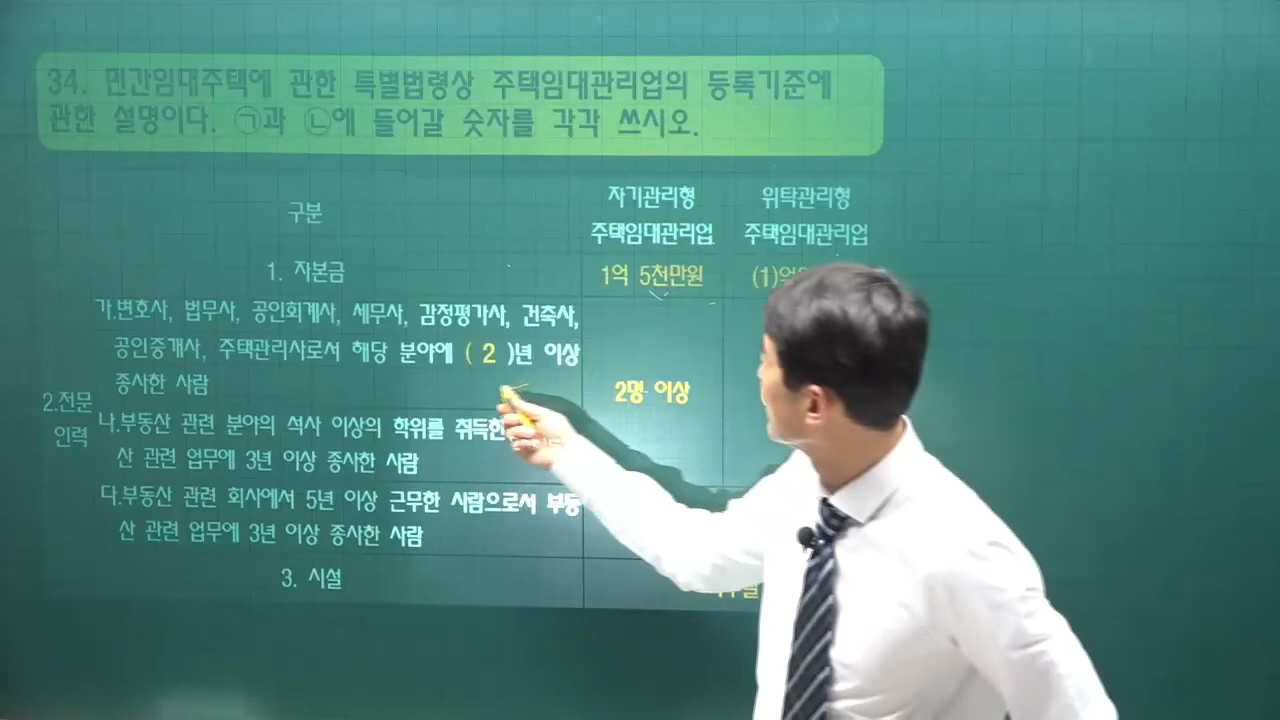 34. 민간임대주택에 관한 특별법령상 주택임대관리업의 등록기준에
관한 설명이다. ㉠과 ㉡에 들어갈 숫자를 각각 쓰시오.
구분
자기관리형
주택임대관리업
위탁관리형
주택임대관리업
1. 자본금
1억 5천만원
(1)억
2.전문
인력
가.변호사, 법무사, 공인회계사, 세무사, 감정평가사, 건축사,
공인중개사, 주택관리사로서 해당 분야에 ( 2 )년 이상
종사한 사람
나.부동산 관련 분야의 석사 이상의 학위를 취득한
산 관련 업무에 3년 이상 종사한 사람
다.부동산 관련 회사에서 5년 이상 근무한 사람으로서 부동
산 관련 업무에 3년 이상 종사한 사람
2명 이상
3. 시설